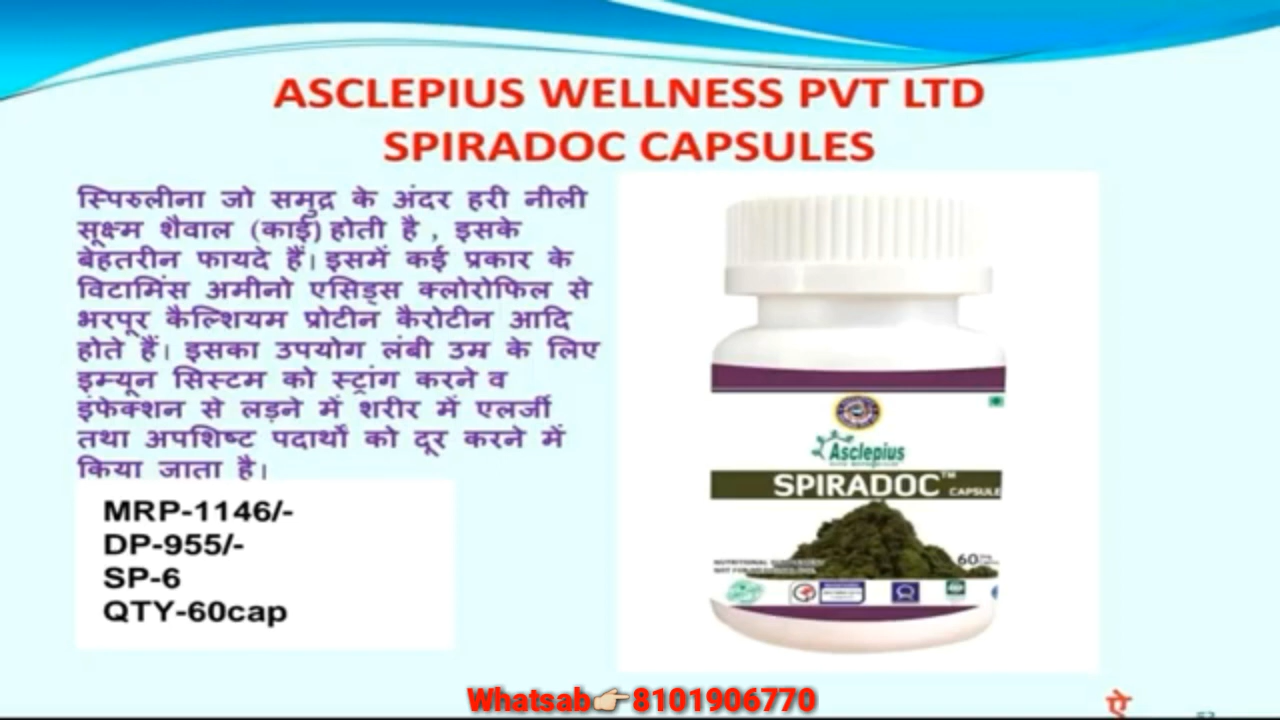 ASCLEPIUS WELLNESS PVT LTD
SPIRADOC CAPSULES
स्पिरुलीना जो समुद्र के अंदर हरी नीली
सूक्ष्म शैवाल (काई) होती है , इसके
बेहतरीन फायदे हैं। इसमें कई प्रकार के
विटामिंस अमीनो एसिड्स क्लोरोफिल से
भरपूर कैल्शियम प्रोटीन कैरोटीन आदि
होते हैं। इसका उपयोग लंबी उम्र के लिए
इम्यून सिस्टम को स्ट्रांग करने व
इंफेक्शन से लड़ने में शरीर में एलर्जी
तथा अपशिष्ट पदार्थों को दूर करने में
किया जाता है।
MRP-1146/-
DP-955/-
SP-6
QTY-60cap
Asclepius
SPIRADOC™ CAPSULE
60
Whatsab👉🏻8101906770
ऐ